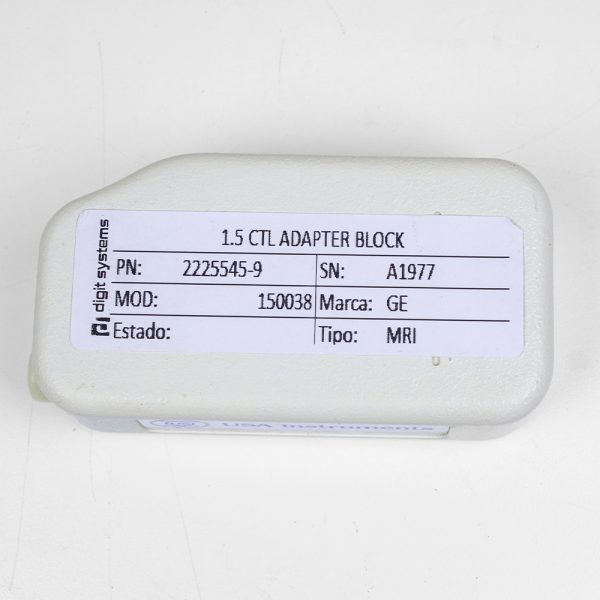 digit systems
1.5 CTL ADAPTER BLOCK
PN: 2225545-9 SN: A1977
MOD: 150038 Marca: GE
Estado: Tipo: MRI
USA Instruments